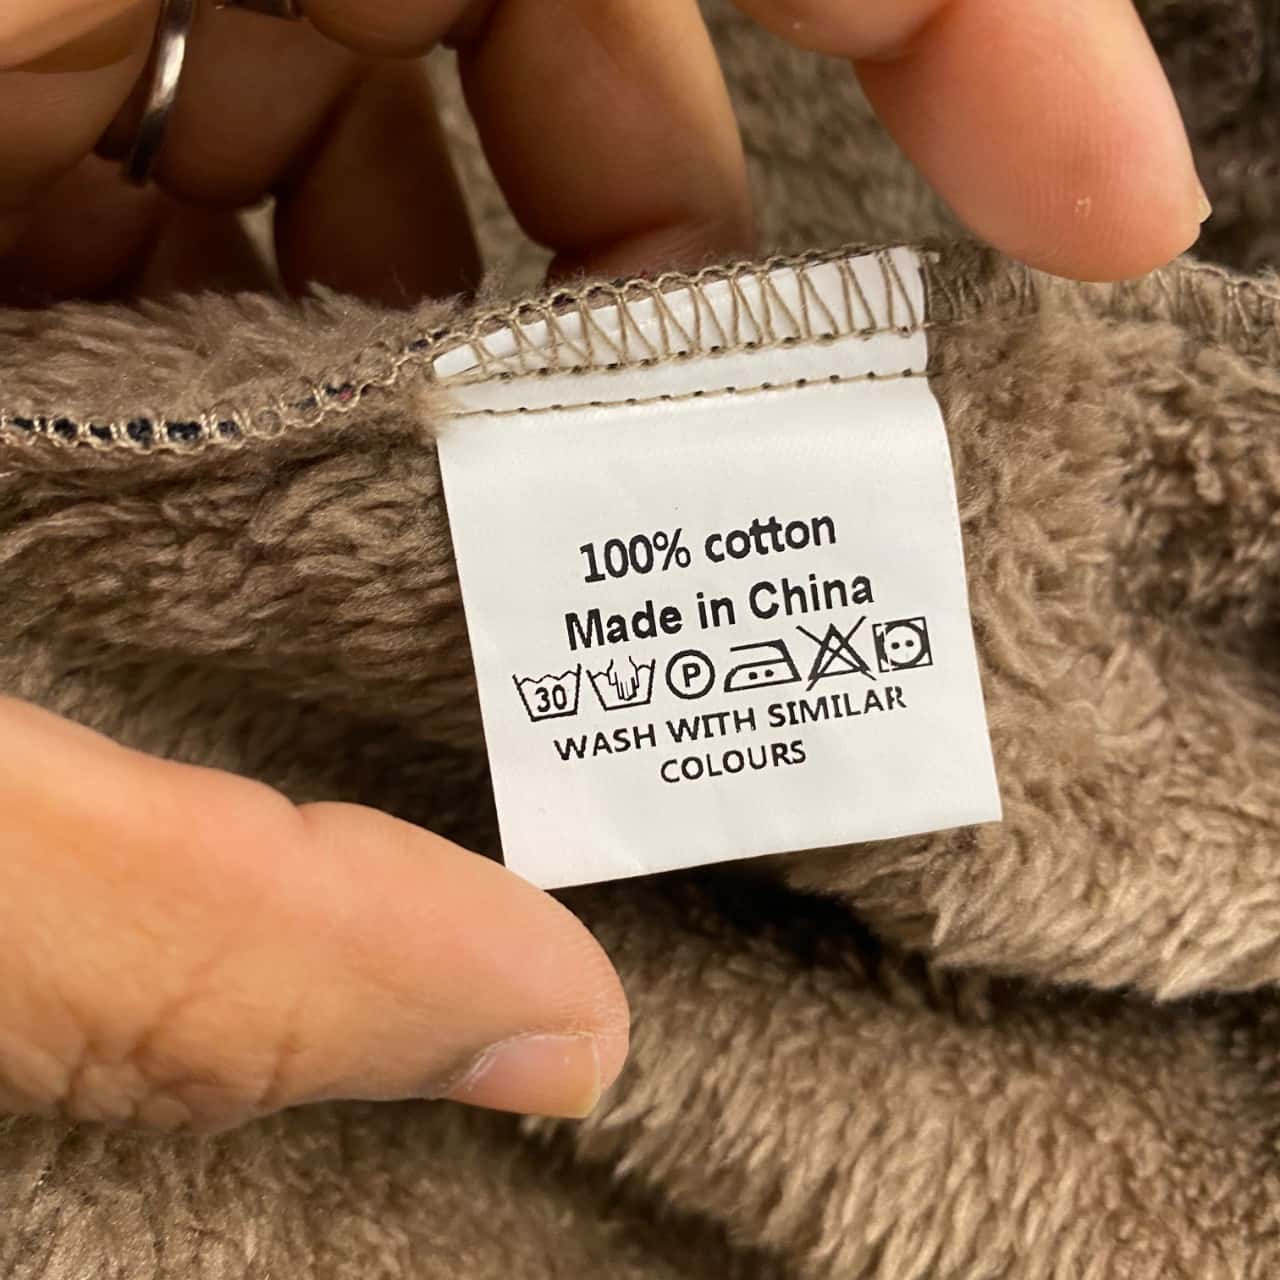 100% cotton
Made in China
30 P
WASH WITH SIMILAR
COLOURS